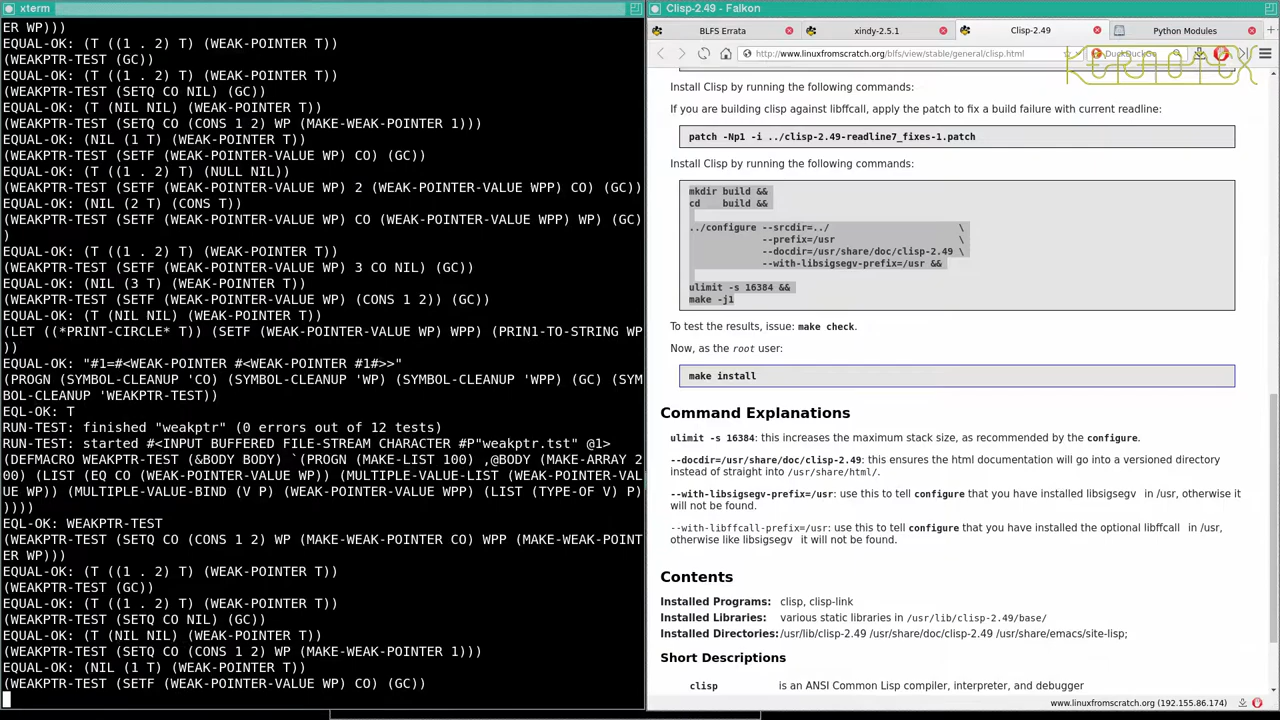 xterm
ER WP)))
EQUAL-OK: (T ((1 . 2) T) (WEAK-POINTER T))
(WEAKPTR-TEST (GC))
EQUAL-OK: (T ((1 . 2) T) (WEAK-POINTER T))
(WEAKPTR-TEST (SETQ CO NIL) (GC))
EQUAL-OK: (T (NIL NIL) (WEAK-POINTER T))
(WEAKPTR-TEST (SETQ CO (CONS 1 2) WP (MAKE-WEAK-POINTER 1)))
EQUAL-OK: (NIL (1 T) (WEAK-POINTER T))
(WEAKPTR-TEST (SETF (WEAK-POINTER-VALUE WP) CO) (GC))
EQUAL-OK: (T ((1 . 2) T) (NULL NIL))
(WEAKPTR-TEST (SETF (WEAK-POINTER-VALUE WP) 2 (WEAK-POINTER-VALUE WPP) CO) (GC))
EQUAL-OK: (NIL (2 T) (CONS T))
(WEAKPTR-TEST (SETF (WEAK-POINTER-VALUE WP) CO (WEAK-POINTER-VALUE WPP) WP) (GC)
)
EQUAL-OK: (T ((1 . 2) T) (WEAK-POINTER T))
(WEAKPTR-TEST (SETF (WEAK-POINTER-VALUE WP) 3 CO NIL) (GC))
EQUAL-OK: (NIL (3 T) (WEAK-POINTER T))
(WEAKPTR-TEST (SETF (WEAK-POINTER-VALUE WP) (CONS 1 2)) (GC))
EQUAL-OK: (T (NIL NIL) (WEAK-POINTER T))
(LET ((*PRINT-CIRCLE* T)) (SETF (WEAK-POINTER-VALUE WP) WPP) (PRIN1-TO-STRING WP
))
EQUAL-OK: "#1=#<WEAK-POINTER #<WEAK-POINTER #1#>>"
(PROGN (SYMBOL-CLEANUP 'CO) (SYMBOL-CLEANUP 'WP) (SYMBOL-CLEANUP 'WPP) (GC) (SYM
BOL-CLEANUP 'WEAKPTR-TEST))
EQL-OK: T
RUN-TEST: finished "weakptr" (0 errors out of 12 tests)
RUN-TEST: started #<INPUT BUFFERED FILE-STREAM CHARACTER #P"weakptr.tst" @1>
(DEFMACRO WEAKPTR-TEST (&BODY BODY) `(PROGN (MAKE-LIST 100) ,@BODY (MAKE-ARRAY 2
00) (LIST (EQ CO (WEAK-POINTER-VALUE WP)) (MULTIPLE-VALUE-LIST (WEAK-POINTER-VAL
UE WP)) (MULTIPLE-VALUE-BIND (V P) (WEAK-POINTER-VALUE WPP) (LIST (TYPE-OF V) P)
))))
EQL-OK: WEAKPTR-TEST
(WEAKPTR-TEST (SETQ CO (CONS 1 2) WP (MAKE-WEAK-POINTER CO) WPP (MAKE-WEAK-POINT
ER WP)))
EQUAL-OK: (T ((1 . 2) T) (WEAK-POINTER T))
(WEAKPTR-TEST (GC))
EQUAL-OK: (T ((1 . 2) T) (WEAK-POINTER T))
(WEAKPTR-TEST (SETQ CO NIL) (GC))
EQUAL-OK: (T (NIL NIL) (WEAK-POINTER T))
(WEAKPTR-TEST (SETQ CO (CONS 1 2) WP (MAKE-WEAK-POINTER 1)))
EQUAL-OK: (NIL (1 T) (WEAK-POINTER T))
(WEAKPTR-TEST (SETF (WEAK-POINTER-VALUE WP) CO) (GC))
Clisp-2.49 - Falkon
BLFS Errata xindy-2.5.1 Clisp-2.49 Python Modules
http://www.linuxfromscratch.org/blfs/view/stable/general/clisp.html DuckDuckGo
Install Clisp by running the following commands:
If you are building clisp against libffcall, apply the patch to fix a build failure with current readline:
patch -Np1 -i ../clisp-2.49-readline7_fixes-1.patch
Install Clisp by running the following commands:
mkdir build &&
cd    build &&
../configure --srcdir=../ \
--prefix=/usr \
--docdir=/usr/share/doc/clisp-2.49 \
--with-libsigsegv-prefix=/usr &&
ulimit -s 16384 &&
make -j1
To test the results, issue: make check.
Now, as the root user:
make install
Command Explanations
ulimit -s 16384: this increases the maximum stack size, as recommended by the configure.
--docdir=/usr/share/doc/clisp-2.49: this ensures the html documentation will go into a versioned directory
instead of straight into /usr/share/html/.
--with-libsigsegv-prefix=/usr: use this to tell configure that you have installed libsigsegv in /usr, otherwise it
will not be found.
--with-libffcall-prefix=/usr: use this to tell configure that you have installed the optional libffcall in /usr,
otherwise like libsigsegv it will not be found.
Contents
Installed Programs: clisp, clisp-link
Installed Libraries: various static libraries in /usr/lib/clisp-2.49/base/
Installed Directories: /usr/lib/clisp-2.49 /usr/share/doc/clisp-2.49 /usr/share/emacs/site-lisp;
Short Descriptions
clisp is an ANSI Common Lisp compiler, interpreter, and debugger
www.linuxfromscratch.org (192.155.86.174)